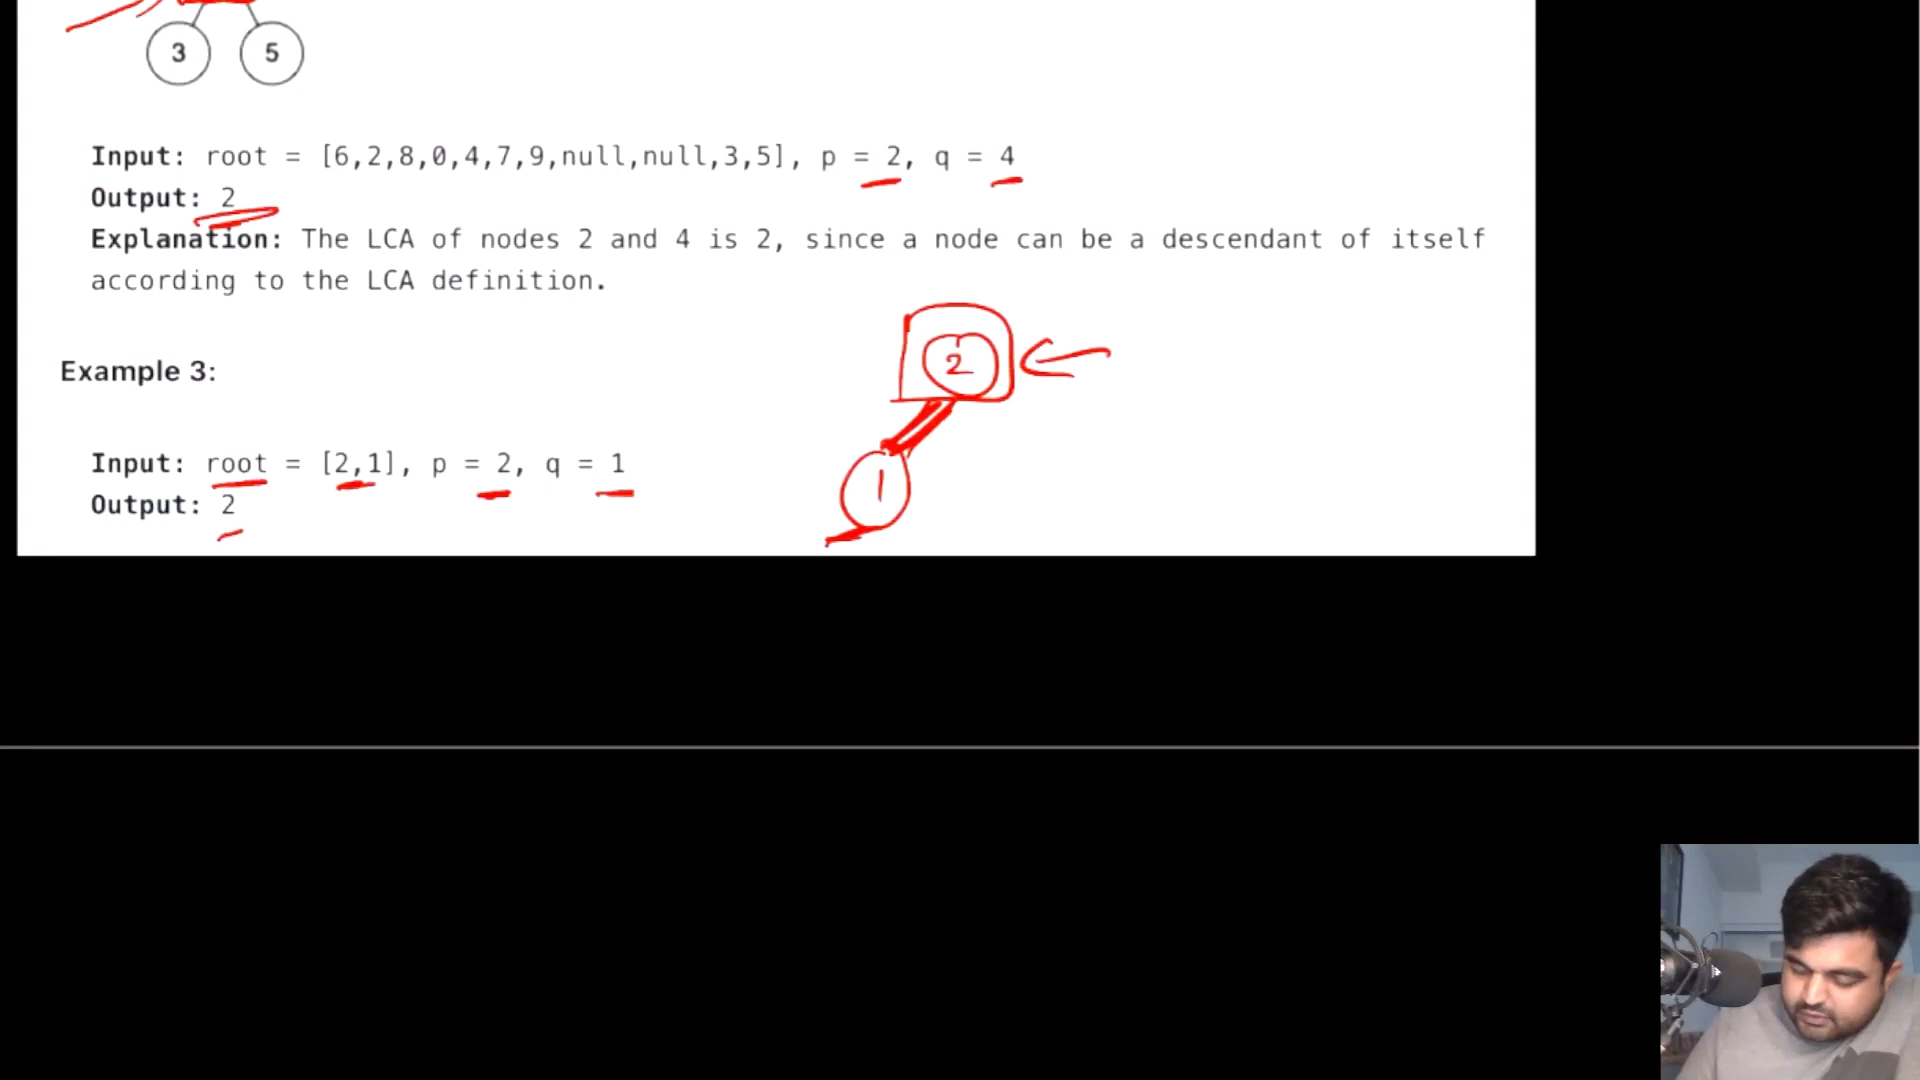 3 5
Input: root = [6,2,8,0,4,7,9,null,null,3,5], p = 2, q = 4
Output: 2
Explanation: The LCA of nodes 2 and 4 is 2, since a node can be a descendant of itself
according to the LCA definition.
2
Example 3:
Input: root = [2,1], p = 2, q = 1
1
Output: 2